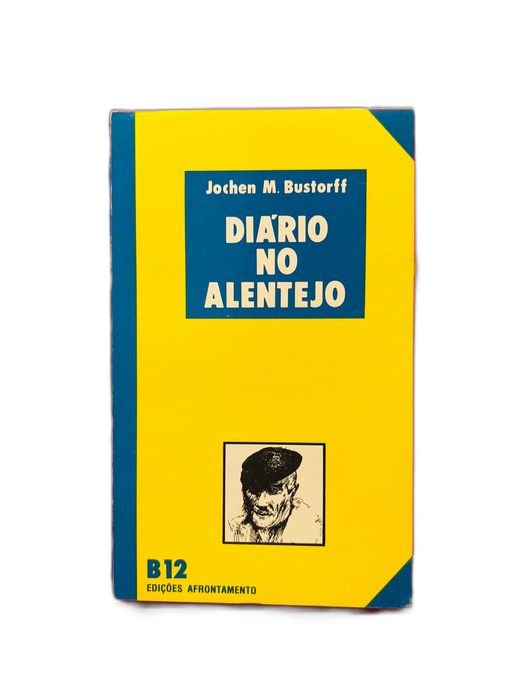 Jochen M. Bustorff
DIÁRIO
NO
ALENTEJO
B12
EDIÇÕES AFRONTAMENTO